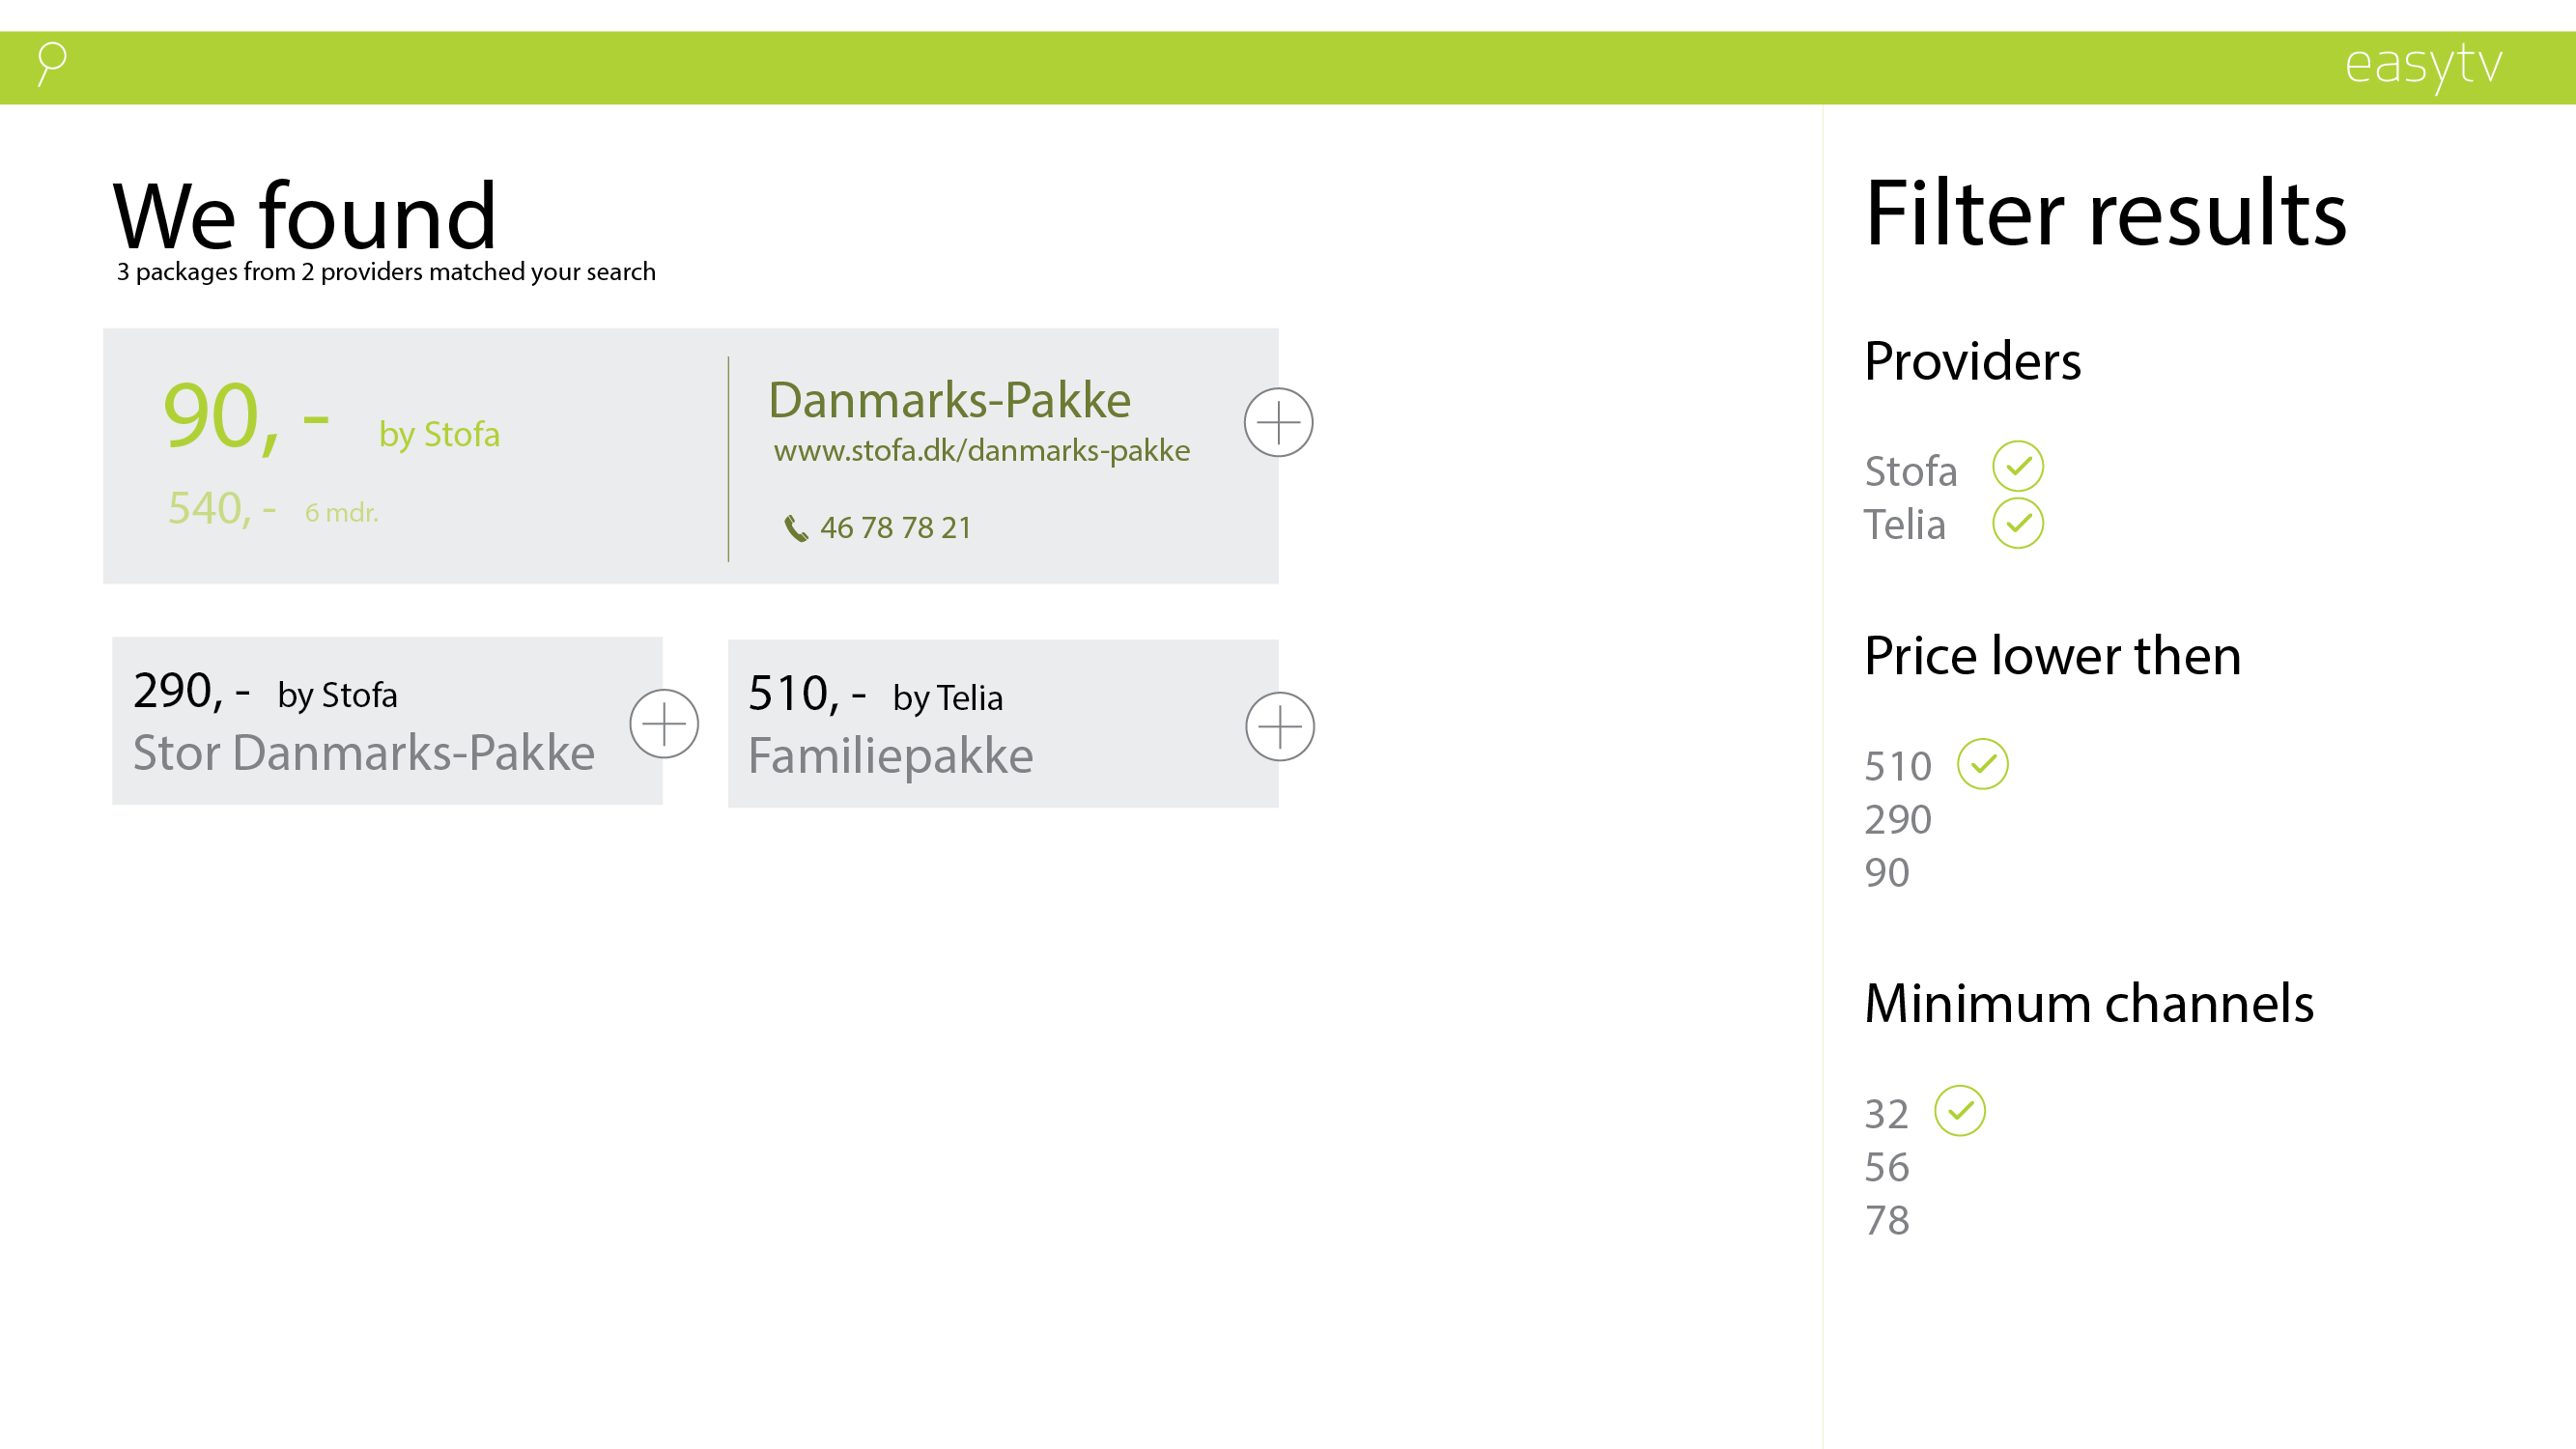 easytv
We found
3 packages from 2 providers matched your search
90, - by Stofa
540, - 6 mdr.
Danmarks-Pakke
www.stofa.dk/danmarks-pakke
46 78 78 21
290, - by Stofa
Stor Danmarks-Pakke
510, - by Telia
Familiepakke
Filter results
Providers
Stofa
Telia
Price lower then
510
290
90
Minimum channels
32
56
78